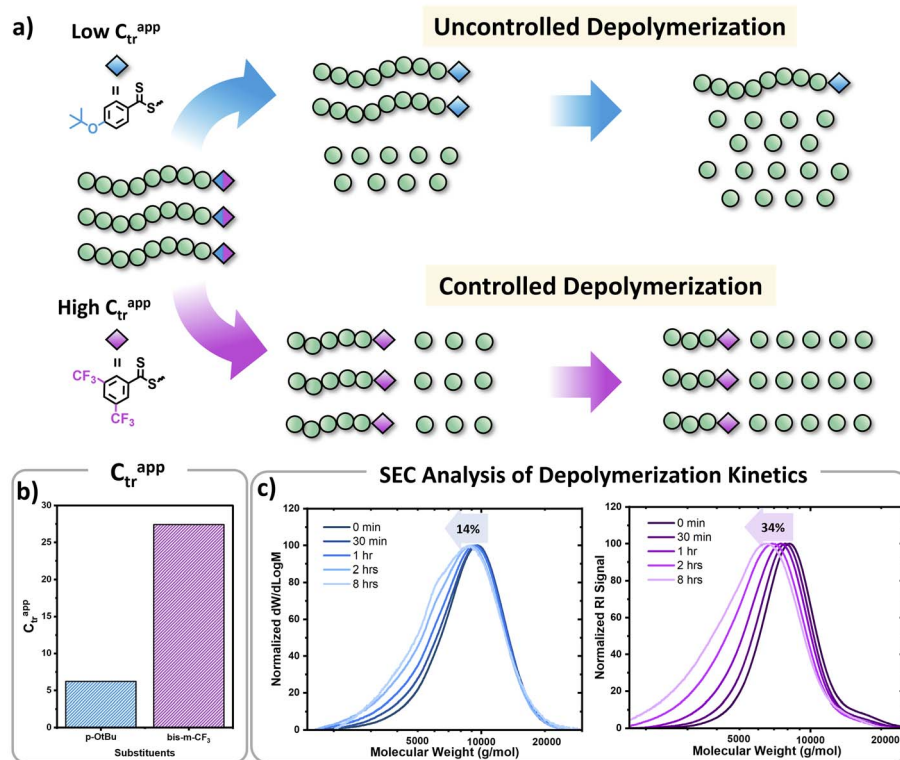 a)
Low C_tr^app
=
S
S
O
Uncontrolled Depolymerization
High C_tr^app
=
S
S
CF₃
CF₃
Controlled Depolymerization
b)
C_tr^app
C_tr^app
30
25
20
15
10
5
0
p-OtBu
bis-m-CF₃
Substituents
c)
SEC Analysis of Depolymerization Kinetics
Normalized dW/dLogM
120
100
80
60
40
20
0
0 min
30 min
1 hr
2 hrs
8 hrs
14%
5000
10000
20000
Molecular Weight (g/mol)
Normalized RI Signal
120
100
80
60
40
20
0
0 min
30 min
1 hr
2 hrs
8 hrs
34%
5000
10000
20000
Molecular Weight (g/mol)